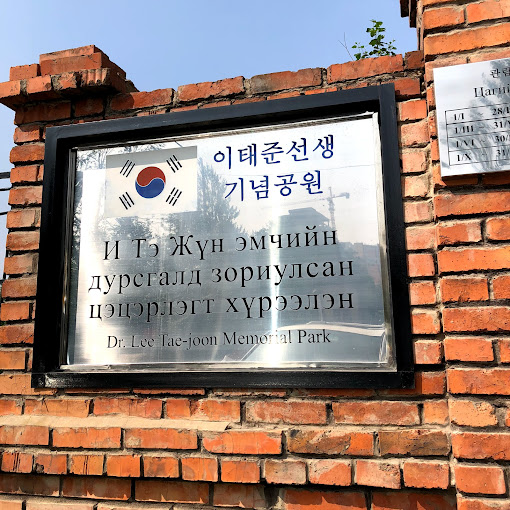 이태준선생
기념공원
И Тэ Жүн эмчийн
дурсгалд зориулсан
цэцэрлэгт хүрээлэн
Dr. Lee Tae-joon Memorial Park